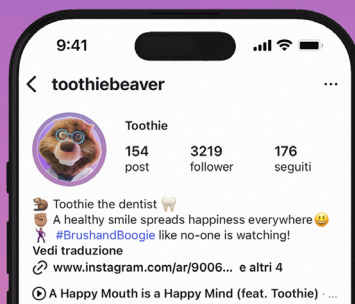 9:41
toothiebeaver
Toothie
154 3219 176
post follower seguiti
Toothie the dentist
A healthy smile spreads happiness everywhere
#BrushandBoogie like no-one is watching!
Vedi traduzione
www.instagram.com/ar/9006... e altri 4
A Happy Mouth is a Happy Mind (feat. Toothie) · ...